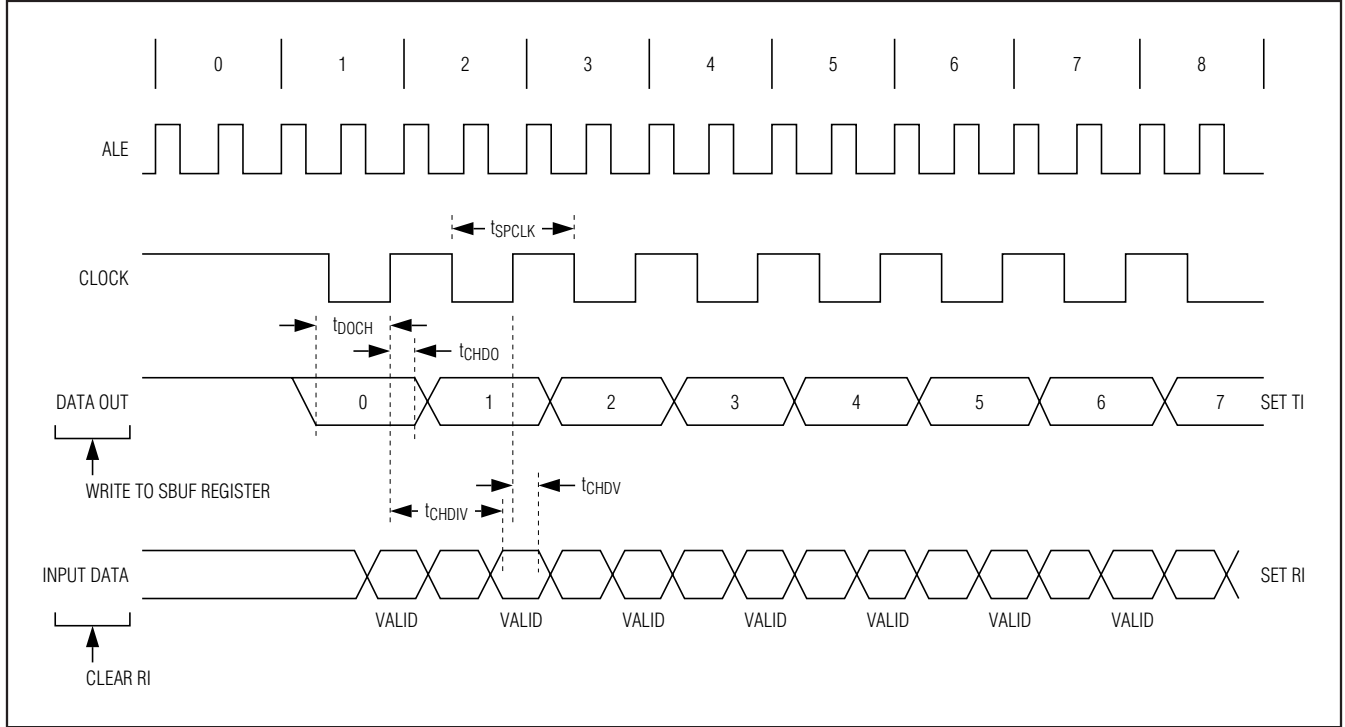 0 1 2 3 4 5 6 7 8
ALE
tSPCLK
CLOCK
tDOCH
tCHDO
DATA OUT 0 1 2 3 4 5 6 7 SET TI
WRITE TO SBUF REGISTER
tCHDV
tCHDIV
INPUT DATA SET RI
VALID VALID VALID VALID VALID VALID VALID
CLEAR RI